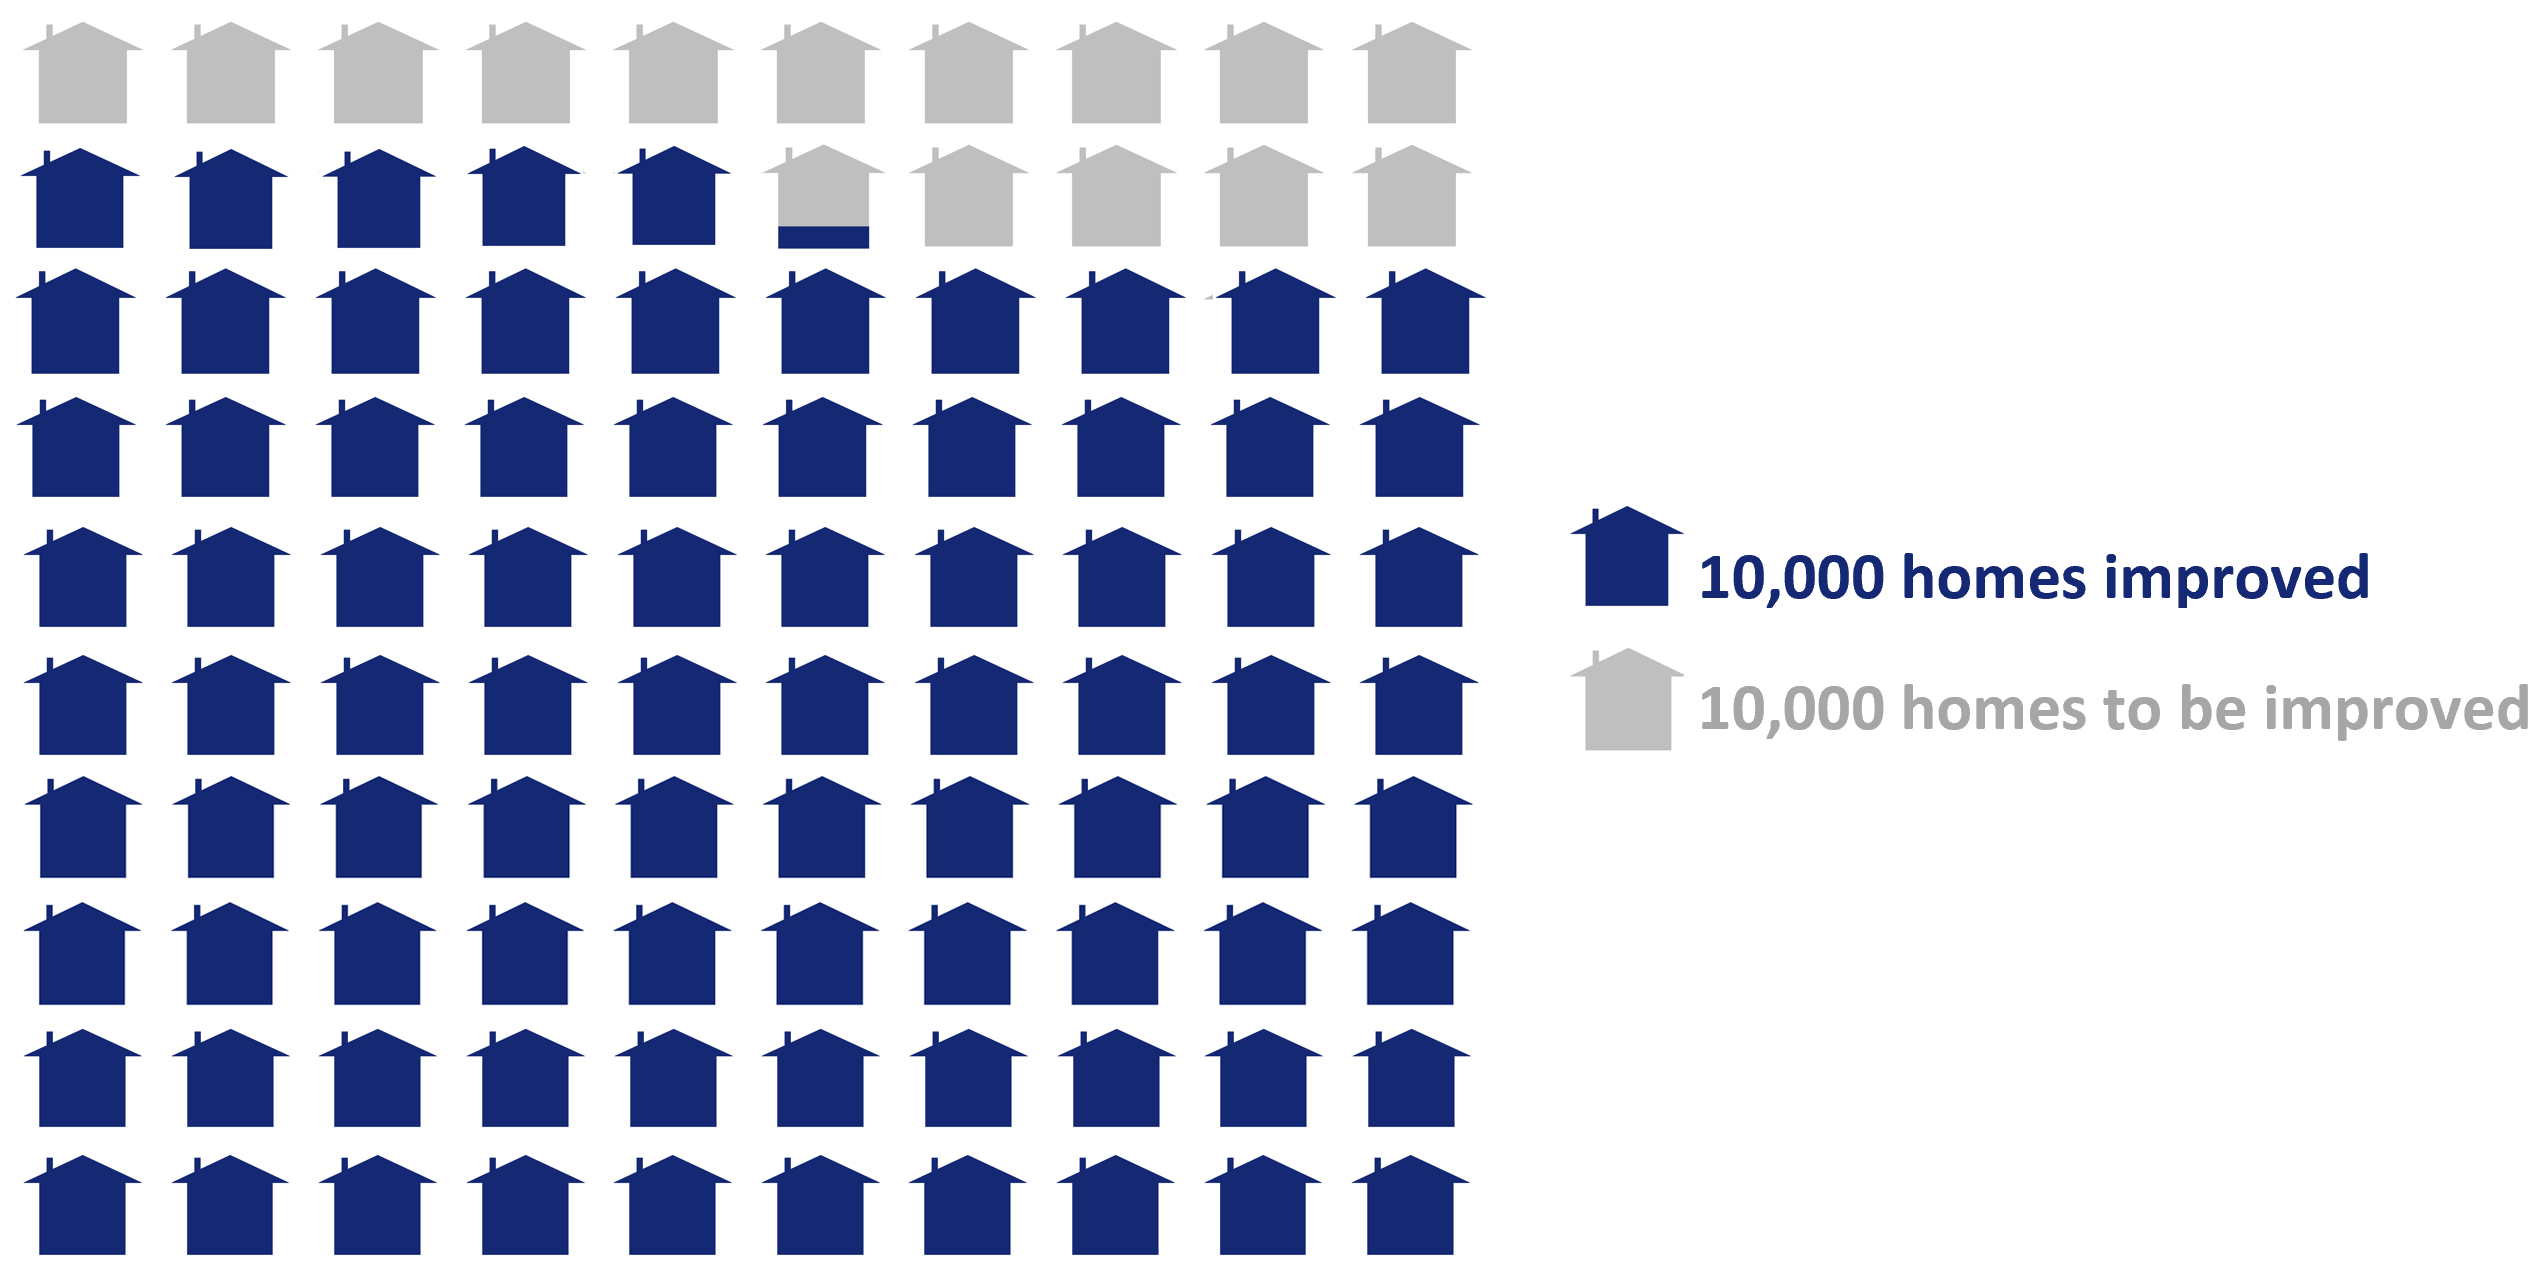 10,000 homes improved
10,000 homes to be improved